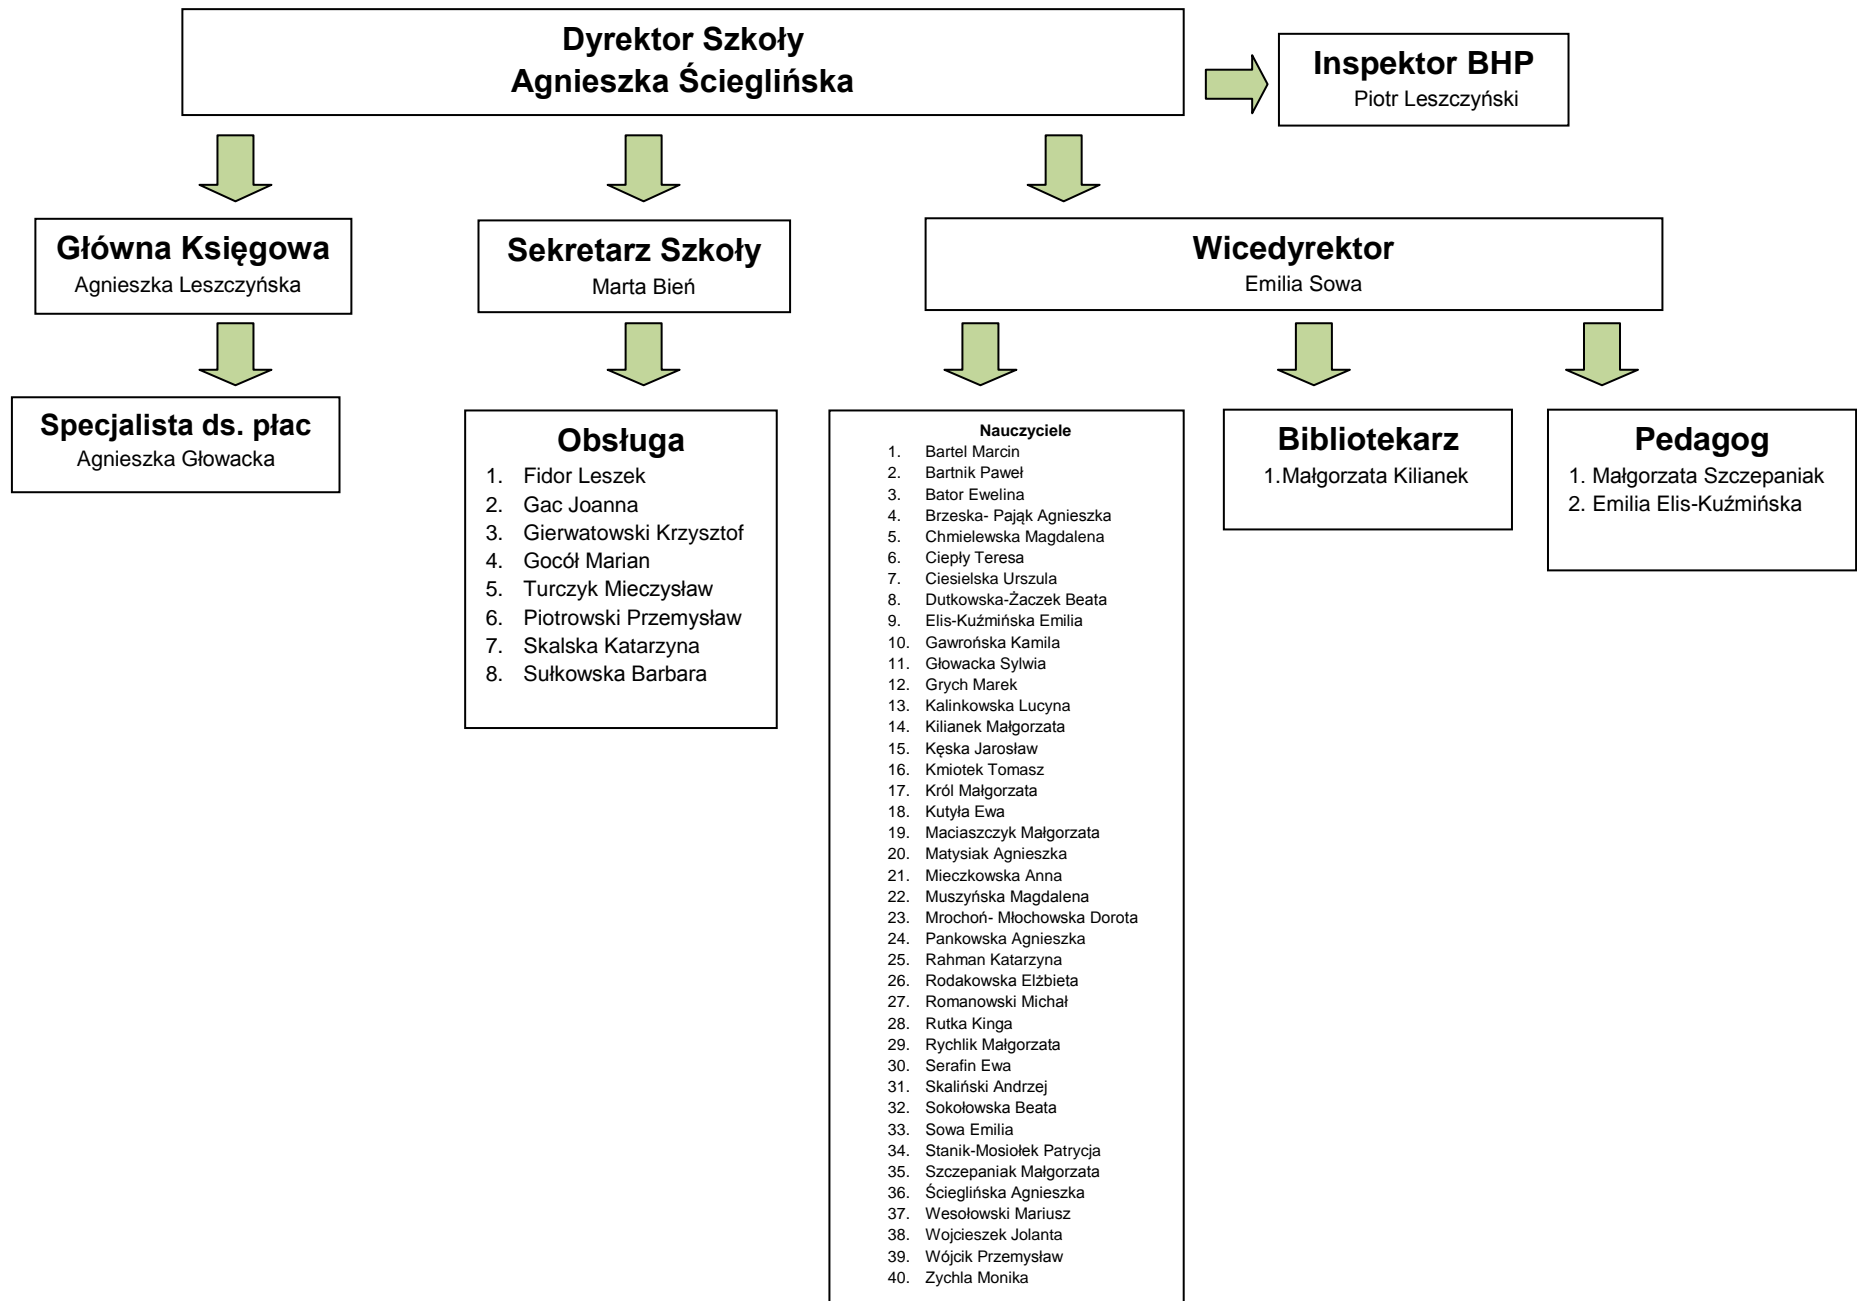 Dyrektor Szkoły
Agnieszka Ścieglińska
Inspektor BHP
Piotr Leszczyński
Główna Księgowa
Agnieszka Leszczyńska
Sekretarz Szkoły
Marta Bień
Wicedyrektor
Emilia Sowa
Specjalista ds. płac
Agnieszka Głowacka
Obsługa
1. Fidor Leszek
2. Gac Joanna
3. Gierwatowski Krzysztof
4. Gocół Marian
5. Turczyk Mieczysław
6. Piotrowski Przemysław
7. Skalska Katarzyna
8. Sułkowska Barbara
Nauczyciele
1. Bartel Marcin
2. Bartnik Paweł
3. Bator Ewelina
4. Brzeska- Pająk Agnieszka
5. Chmielewska Magdalena
6. Ciepły Teresa
7. Ciesielska Urszula
8. Dutkowska-Żaczek Beata
9. Elis-Kuźmińska Emilia
10. Gawrońska Kamila
11. Głowacka Sylwia
12. Grych Marek
13. Kalinkowska Lucyna
14. Kilianek Małgorzata
15. Kęska Jarosław
16. Kmiotek Tomasz
17. Król Małgorzata
18. Kutyła Ewa
19. Maciaszczyk Małgorzata
20. Matysiak Agnieszka
21. Mieczkowska Anna
22. Muszyńska Magdalena
23. Mrochoń- Młochowska Dorota
24. Pankowska Agnieszka
25. Rahman Katarzyna
26. Rodakowska Elżbieta
27. Romanowski Michał
28. Rutka Kinga
29. Rychlik Małgorzata
30. Serafin Ewa
31. Skaliński Andrzej
32. Sokołowska Beata
33. Sowa Emilia
34. Stanik-Mosiołek Patrycja
35. Szczepaniak Małgorzata
36. Ścieglińska Agnieszka
37. Wesołowski Mariusz
38. Wojcieszek Jolanta
39. Wójcik Przemysław
40. Zychla Monika
Bibliotekarz
1.Małgorzata Kilianek
Pedagog
1. Małgorzata Szczepaniak
2. Emilia Elis-Kuźmińska